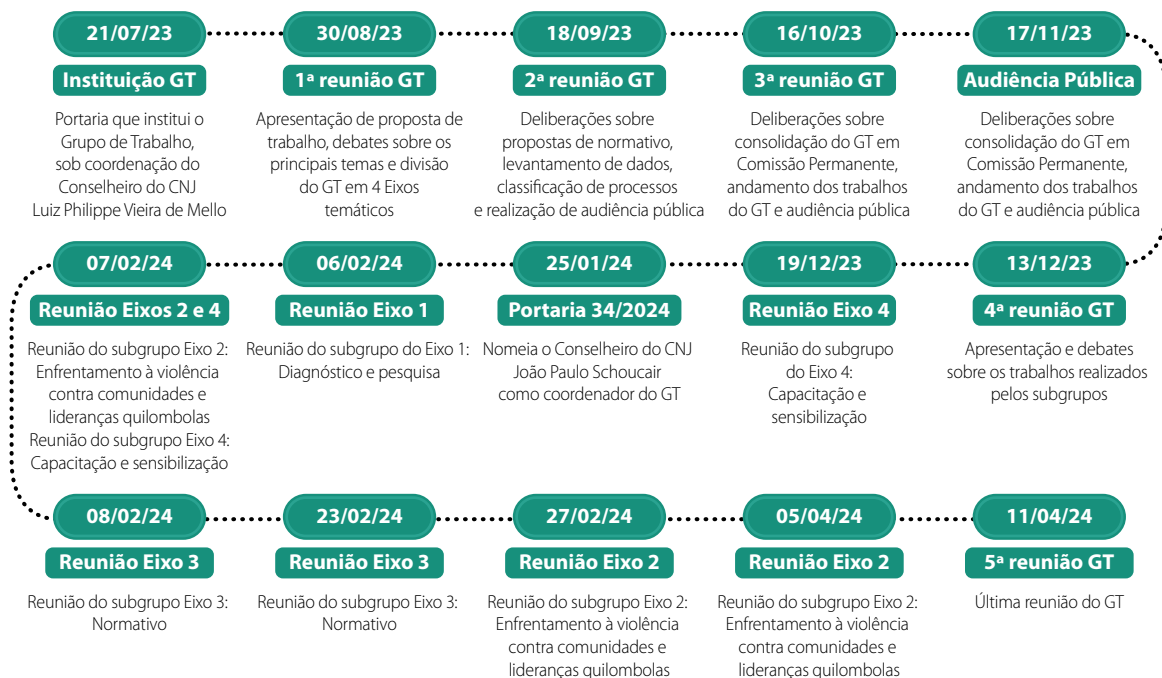 21/07/23
Instituição GT
Portaria que institui o
Grupo de Trabalho,
sob coordenação do
Conselheiro do CNJ
Luiz Philippe Vieira de Mello
30/08/23
1ª reunião GT
Apresentação de proposta de
trabalho, debates sobre os
principais temas e divisão
do GT em 4 Eixos
temáticos
18/09/23
2ª reunião GT
Deliberações sobre
propostas de normativo,
levantamento de dados,
classificação de processos
e realização de audiência pública
16/10/23
3ª reunião GT
Deliberações sobre
consolidação do GT em
Comissão Permanente,
andamento dos trabalhos
do GT e audiência pública
17/11/23
Audiência Pública
Deliberações sobre
consolidação do GT em
Comissão Permanente,
andamento dos trabalhos
do GT e audiência pública
13/12/23
4ª reunião GT
Apresentação e debates
sobre os trabalhos realizados
pelos subgrupos
19/12/23
Reunião Eixo 4
Reunião do subgrupo
do Eixo 4:
Capacitação e
sensibilização
25/01/24
Portaria 34/2024
Nomeia o Conselheiro do CNJ
João Paulo Schoucair
como coordenador do GT
06/02/24
Reunião Eixo 1
Reunião do subgrupo do Eixo 1:
Diagnóstico e pesquisa
07/02/24
Reunião Eixos 2 e 4
Reunião do subgrupo Eixo 2:
Enfrentamento à violência
contra comunidades e
lideranças quilombolas
Reunião do subgrupo Eixo 4:
Capacitação e sensibilização
08/02/24
Reunião Eixo 3
Reunião do subgrupo Eixo 3:
Normativo
23/02/24
Reunião Eixo 3
Reunião do subgrupo Eixo 3:
Normativo
27/02/24
Reunião Eixo 2
Reunião do subgrupo Eixo 2:
Enfrentamento à violência
contra comunidades e
lideranças quilombolas
05/04/24
Reunião Eixo 2
Reunião do subgrupo Eixo 2:
Enfrentamento à violência
contra comunidades e
lideranças quilombolas
11/04/24
5ª reunião GT
Última reunião do GT